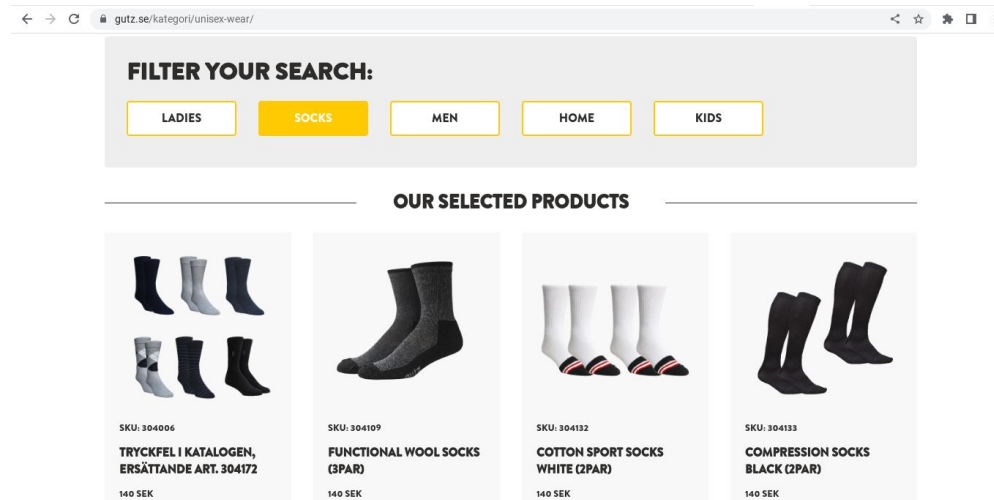 gutz.se/kategori/unisex-wear/
FILTER YOUR SEARCH:
LADIES
SOCKS
MEN
HOME
KIDS
OUR SELECTED PRODUCTS
SKU: 304006
TRYCKFEL I KATALOGEN,
ERSÄTTANDE ART. 304172
140 SEK
SKU: 304109
FUNCTIONAL WOOL SOCKS
(3PAR)
140 SEK
SKU: 304132
COTTON SPORT SOCKS
WHITE (2PAR)
140 SEK
SKU: 304133
COMPRESSION SOCKS
BLACK (2PAR)
140 SEK